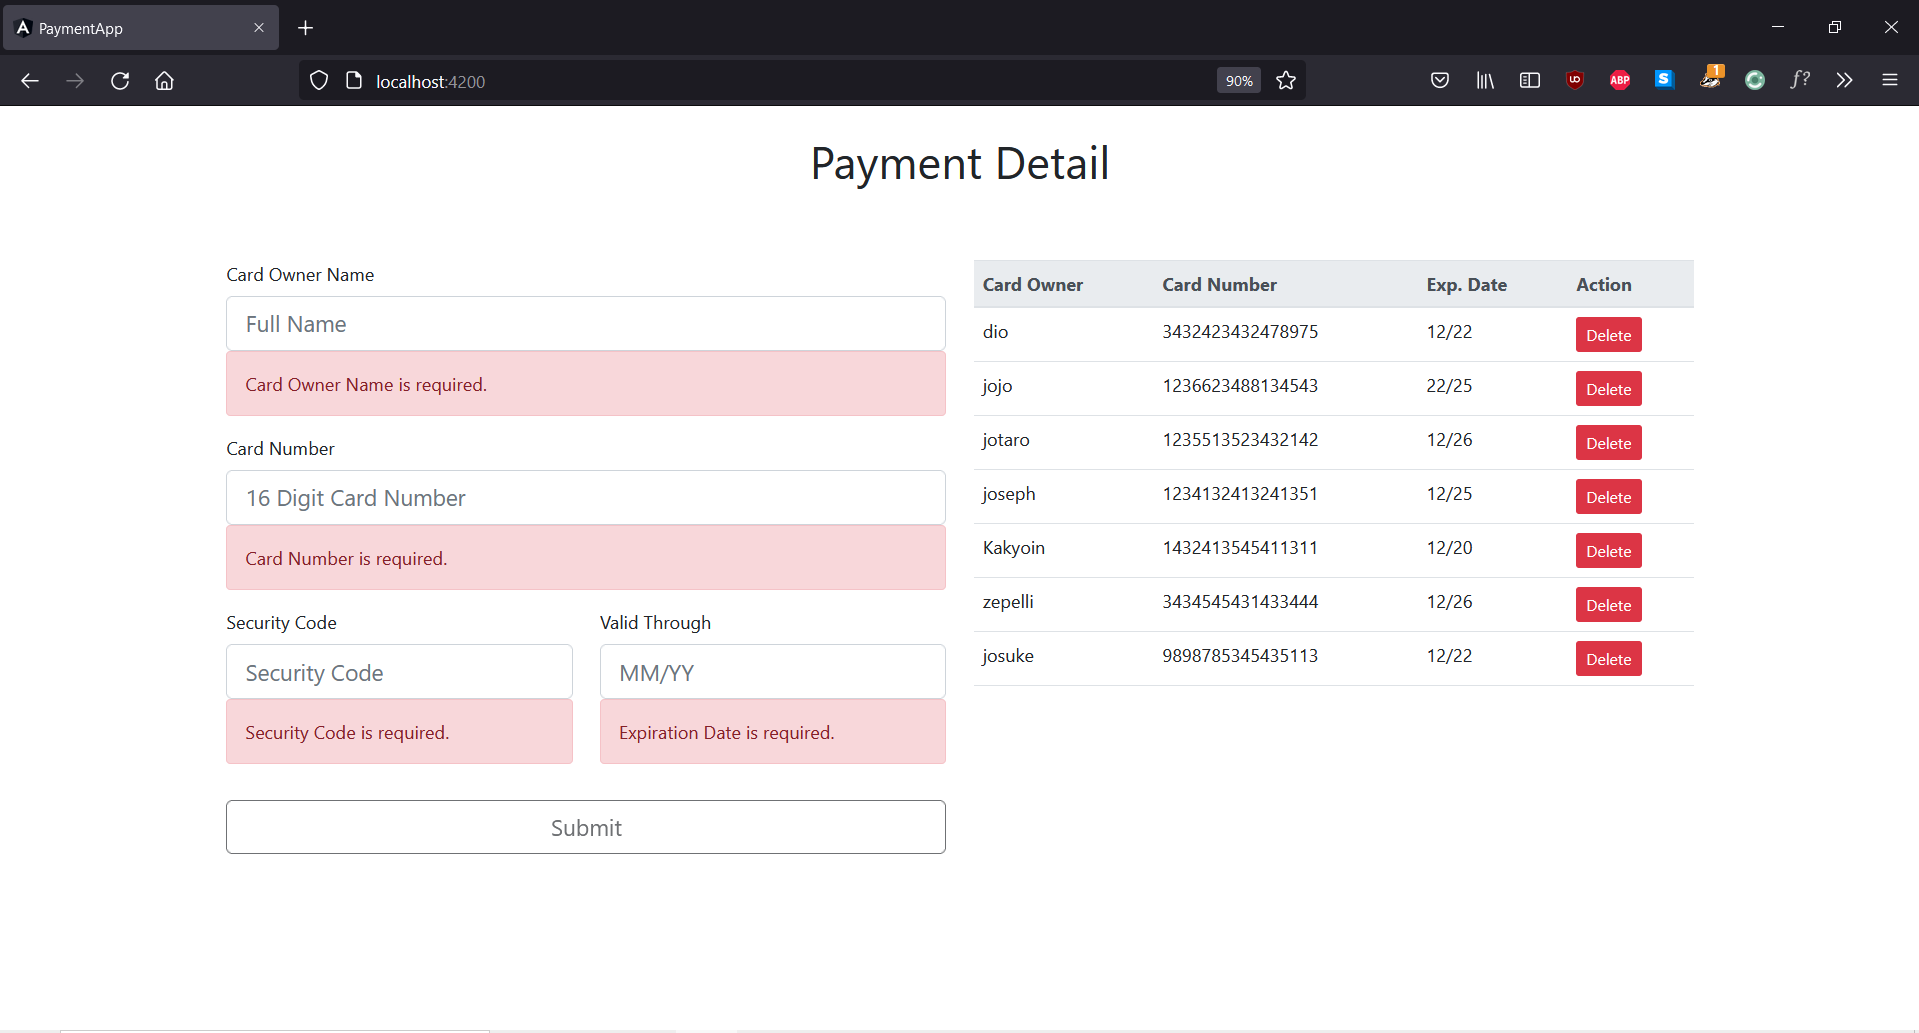 PaymentApp
localhost:4200
90%
ABP
S
1
f?
Payment Detail
Card Owner Name
Full Name
Card Owner Name is required.
Card Number
16 Digit Card Number
Card Number is required.
Security Code Valid Through
Security Code MM/YY
Security Code is required. Expiration Date is required.
Submit
Card Owner Card Number Exp. Date Action
dio 3432423432478975 12/22 Delete
jojo 1236623488134543 22/25 Delete
jotaro 1235513523432142 12/26 Delete
joseph 1234132413241351 12/25 Delete
Kakyoin 1432413545411311 12/20 Delete
zepelli 3434545431433444 12/26 Delete
josuke 9898785345435113 12/22 Delete